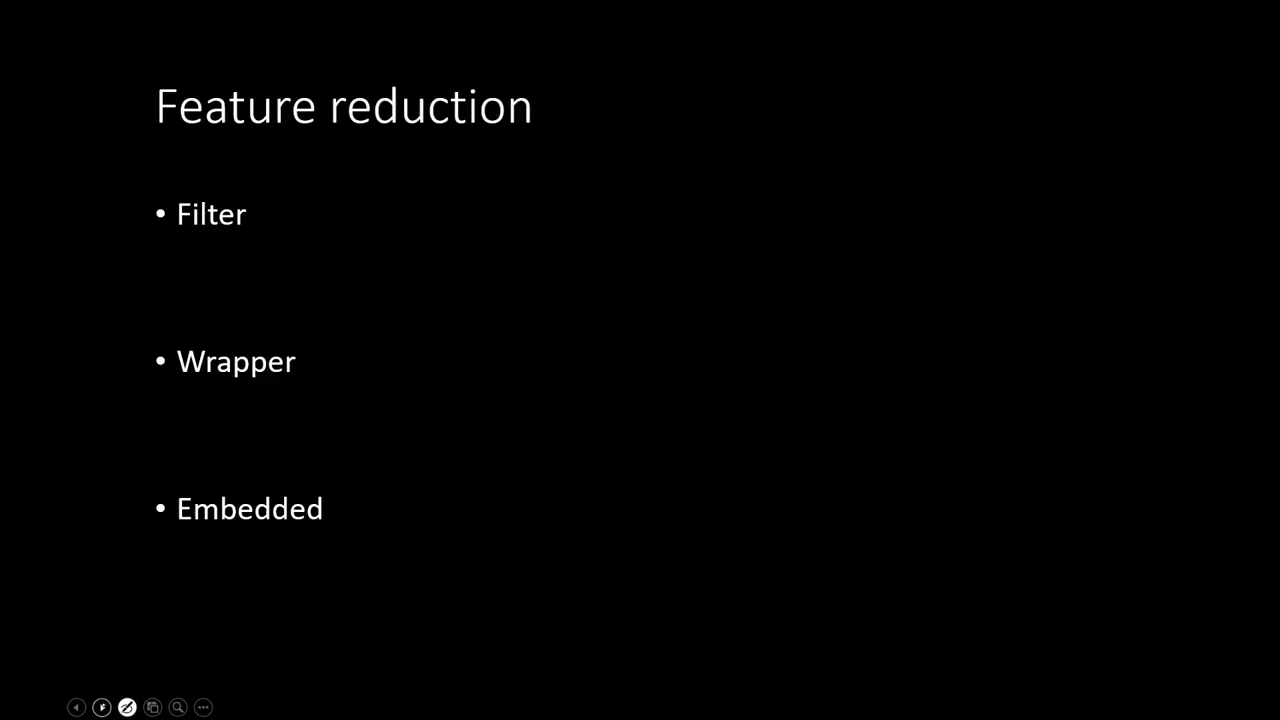 Feature reduction
• Filter
• Wrapper
• Embedded